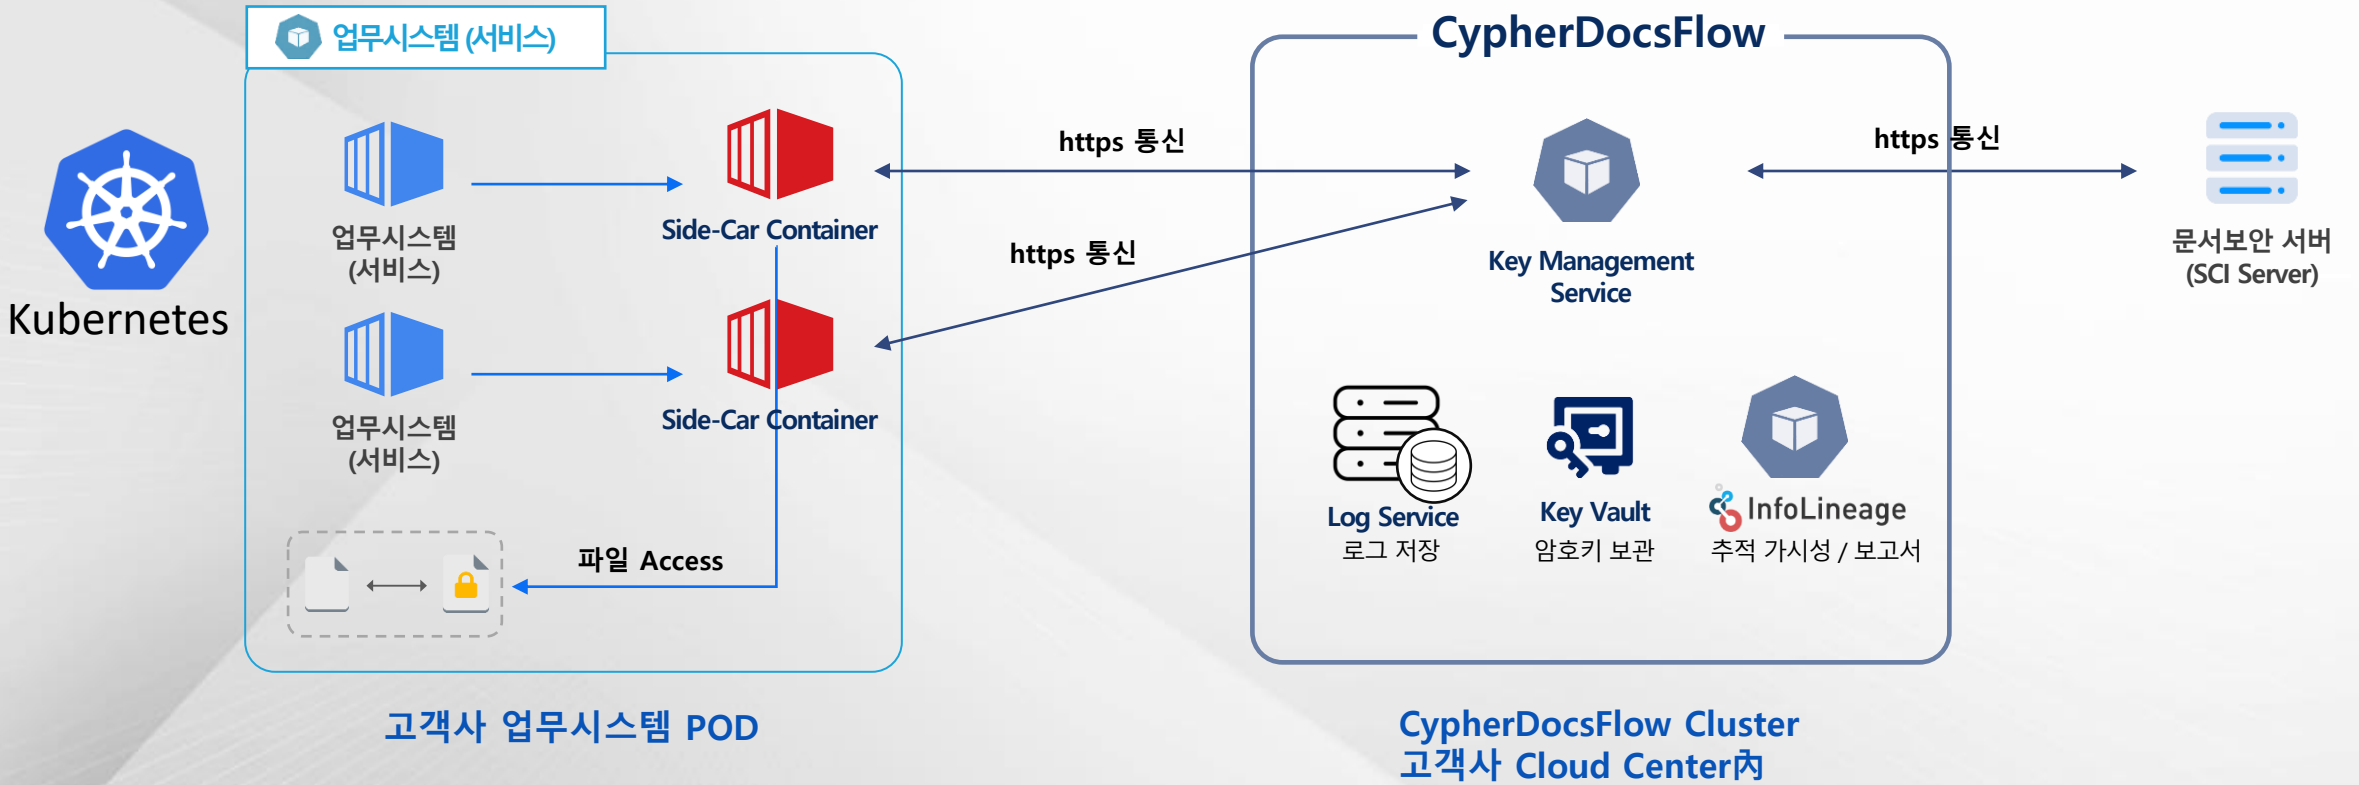 업무시스템 (서비스)
CypherDocsFlow
Kubernetes
업무시스템
(서비스)
Side-Car Container
업무시스템
(서비스)
Side-Car Container
파일 Access
https 통신
https 통신
https 통신
Key Management
Service
Log Service
로그 저장
Key Vault
암호키 보관
InfoLineage
추적 가시성 / 보고서
문서보안 서버
(SCI Server)
고객사 업무시스템 POD
CypherDocsFlow Cluster
고객사 Cloud Center內